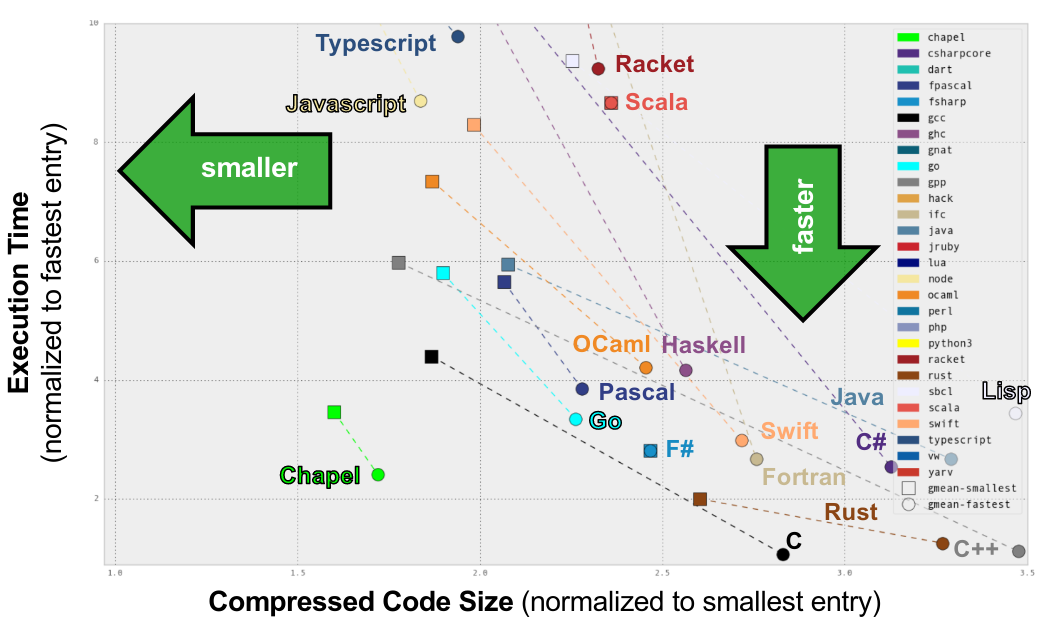 10
8
6
4
2
1.0
1.5
2.0
2.5
3.0
3.5
Execution Time
(normalized to fastest entry)
Compressed Code Size (normalized to smallest entry)
smaller
faster
Typescript
Javascript
Racket
Scala
OCaml
Haskell
Pascal
Go
F#
Swift
Fortran
Java
C#
Lisp
Chapel
Rust
C
C++
chapel
csharpcore
dart
fpascal
fsharp
gcc
ghc
gnat
go
gpp
hack
ifc
java
jruby
lua
node
ocaml
perl
php
python3
racket
rust
sbcl
scala
swift
typescript
vw
yarv
gmean-smallest
gmean-fastest